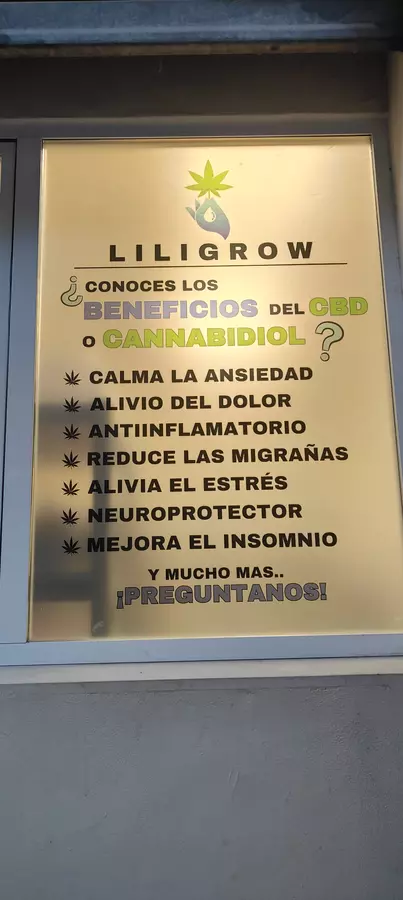 LILIGROW
¿CONOCES LOS
BENEFICIOS DEL CBD
O CANNABIDIOL?
CALMA LA ANSIEDAD
ALIVIO DEL DOLOR
ANTIINFLAMATORIO
REDUCE LAS MIGRAÑAS
ALIVIA EL ESTRÉS
NEUROPROTECTOR
MEJORA EL INSOMNIO
Y MUCHO MAS..
¡PREGUNTANOS!